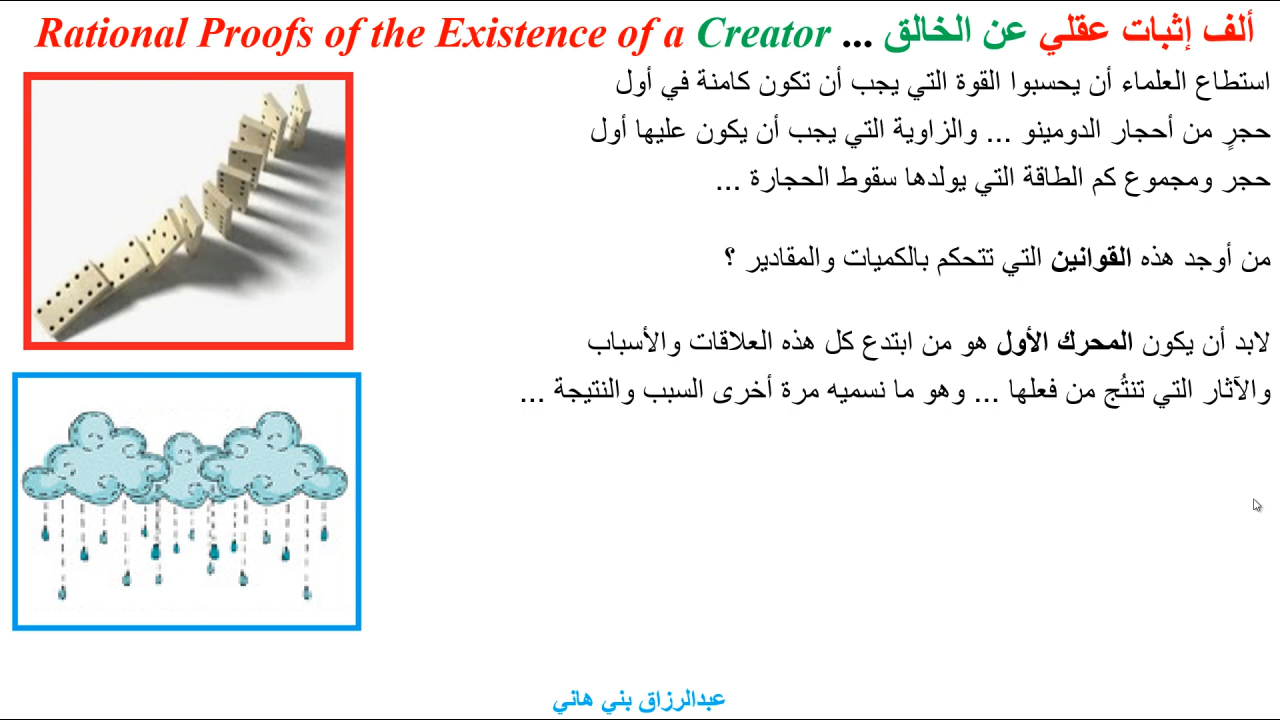 ألف إثبات عقلي عن الخالق ... Rational Proofs of the Existence of a Creator
استطاع العلماء أن يحسبوا القوة التي يجب أن تكون كامنة في أول
حجرٍ من أحجار الدومينو ... والزاوية التي يجب أن يكون عليها أول
حجر ومجموع كم الطاقة التي يولدها سقوط الحجارة ...
من أوجد هذه القوانين التي تتحكم بالكميات والمقادير ؟
لابد أن يكون المحرك الأول هو من ابتدع كل هذه العلاقات والأسباب
والآثار التي تنتُج من فعلها ... وهو ما نسميه مرة أخرى السبب والنتيجة ...
عبدالرزاق بني هاني